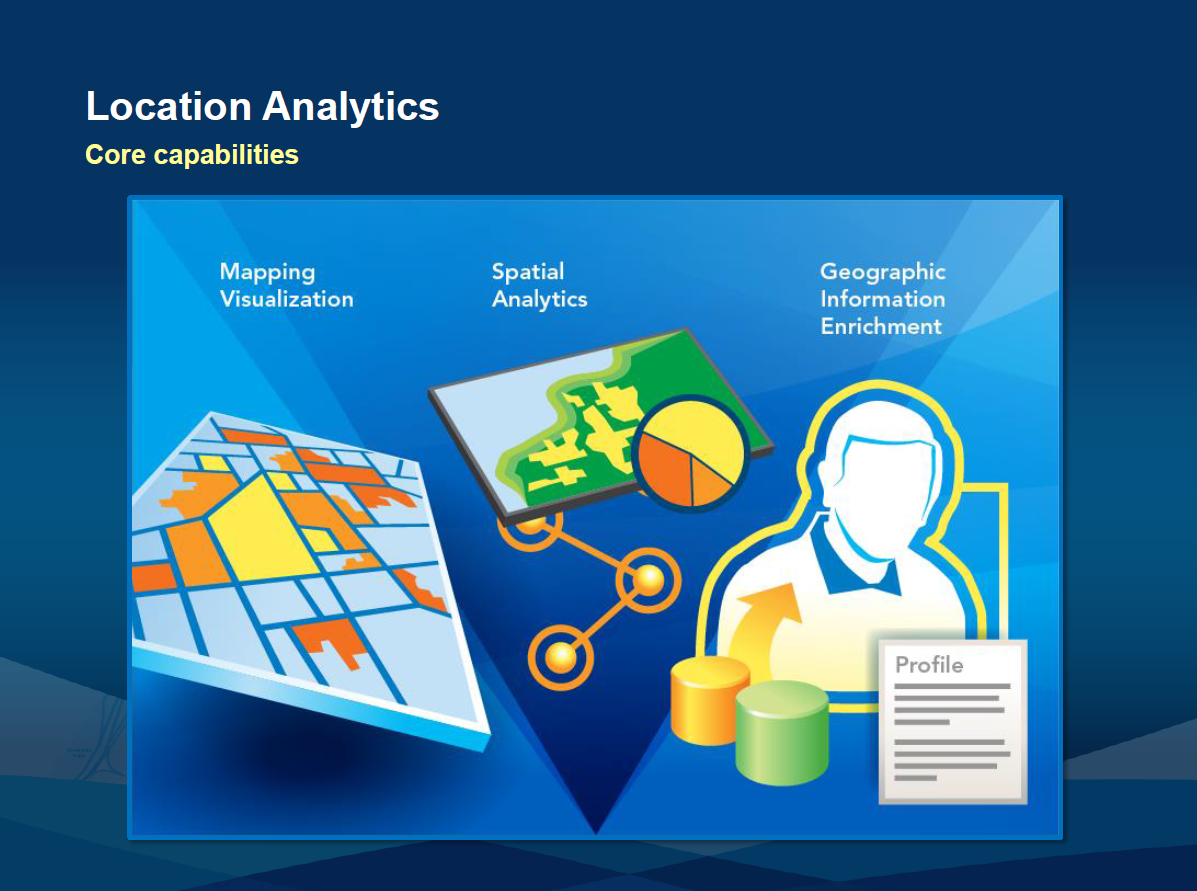 Location Analytics
Core capabilities
Mapping
Visualization
Spatial
Analytics
Geographic
Information
Enrichment
Profile